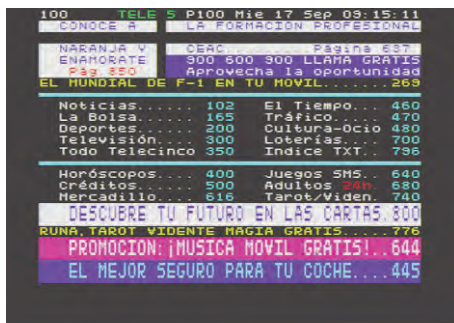 100 TELE 5 P100 Mie 17 Sep 09:15:11
CONOCE A LA FORMACION PROFESIONAL
NARANJA Y CEAC..........Página 637
ENAMORATE 900 600 900 LLAMA GRATIS
Pág 850 Aprovecha la oportunidad
EL MUNDIAL DE F-1 EN TU MOVIL.......269
Noticias...... 102 El Tiempo... 460
La Bolsa...... 165 Tráfico..... 470
Deportes...... 200 Cultura-Ocio 480
Televisión.... 300 Loterías.... 700
Todo Telecinco 350 Indice TXT.. 796
Horóscopos.... 400 Juegos SMS.. 640
Créditos...... 500 Adultos 24h. 680
Mercadillo.... 616 Tarot/Viden. 740
DESCUBRE TU FUTURO EN LAS CARTAS.800
RUNA,TAROT VIDENTE MAGIA GRATIS......776
PROMOCION:¡MUSICA MOVIL GRATIS!..644
EL MEJOR SEGURO PARA TU COCHE....445